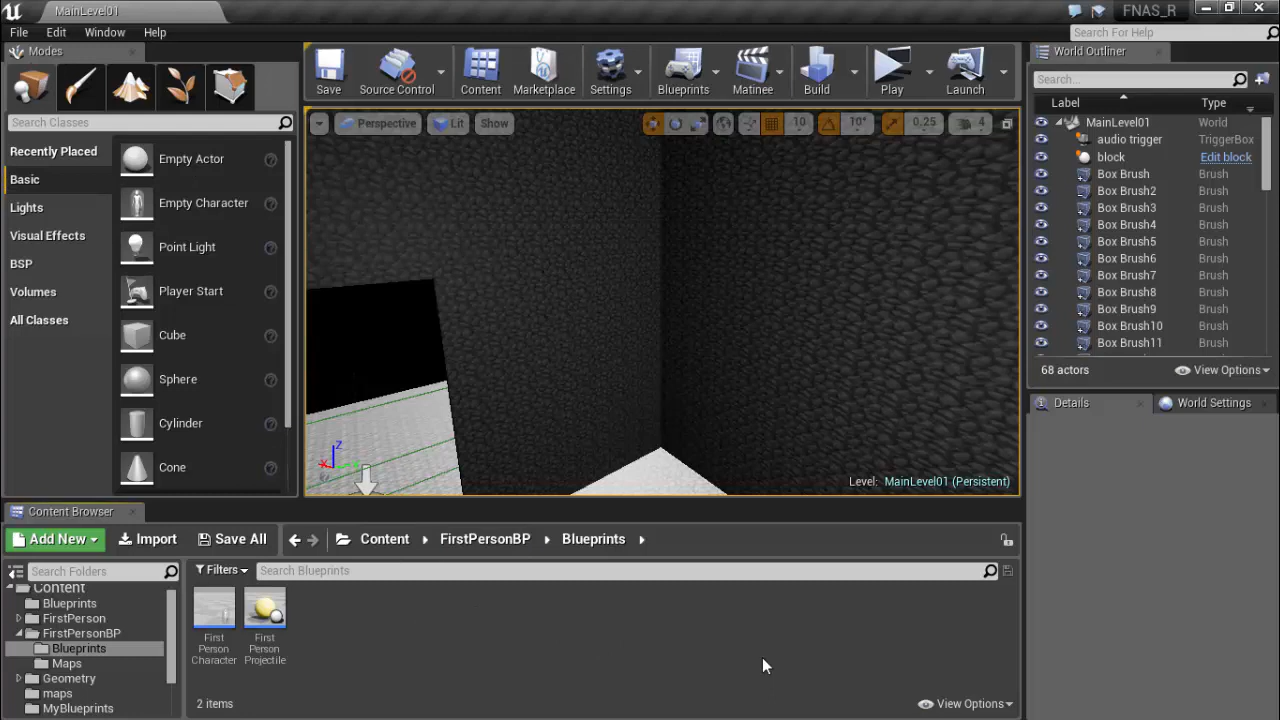 MainLevel01
FNAS_R
File Edit Window Help
Search For Help
Modes
Save
Source Control
Content
Marketplace
Settings
Blueprints
Matinee
Build
Play
Launch
World Outliner
Search...
Label Type
Search Classes
Perspective Lit Show
10 10° 0.25 4
Recently Placed
Basic
Lights
Visual Effects
BSP
Volumes
All Classes
Empty Actor
Empty Character
Point Light
Player Start
Cube
Sphere
Cylinder
Cone
MainLevel01 World
audio trigger TriggerBox
block Edit block
Box Brush Brush
Box Brush2 Brush
Box Brush3 Brush
Box Brush4 Brush
Box Brush5 Brush
Box Brush6 Brush
Box Brush7 Brush
Box Brush8 Brush
Box Brush9 Brush
Box Brush10 Brush
Box Brush11 Brush
68 actors View Options
Details World Settings
Z
X
Level: MainLevel01 (Persistent)
Content Browser
Add New Import Save All Content FirstPersonBP Blueprints
Search Folders
Filters Search Blueprints
Content
Blueprints
FirstPerson
FirstPersonBP
Blueprints
Maps
Geometry
maps
MyBlueprints
First
Person
Character
First
Person
Projectile
2 items View Options